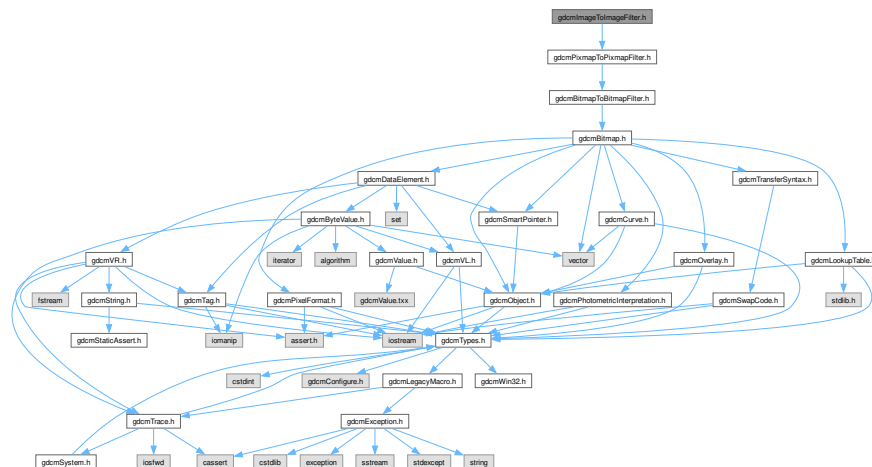 gdcmImageToImageFilter.h
gdcmPixmapToPixmapFilter.h
gdcmBitmapToBitmapFilter.h
gdcmBitmap.h
gdcmDataElement.h
gdcmTransferSyntax.h
gdcmByteValue.h
set
gdcmSmartPointer.h
gdcmCurve.h
gdcmVR.h
iterator
algorithm
gdcmValue.h
gdcmVL.h
vector
gdcmOverlay.h
gdcmLookupTable.
fstream
gdcmString.h
gdcmTag.h
gdcmPixelFormat.h
gdcmValue.txx
gdcmObject.h
gdcmPhotometricInterpretation.h
gdcmSwapCode.h
stdlib.h
gdcmStaticAssert.h
iomanip
assert.h
iostream
gdcmTypes.h
cstdint
gdcmConfigure.h
gdcmLegacyMacro.h
gdcmWin32.h
gdcmTrace.h
gdcmException.h
gdcmSystem.h
iosfwd
cassert
cstdlib
exception
sstream
stdexcept
string